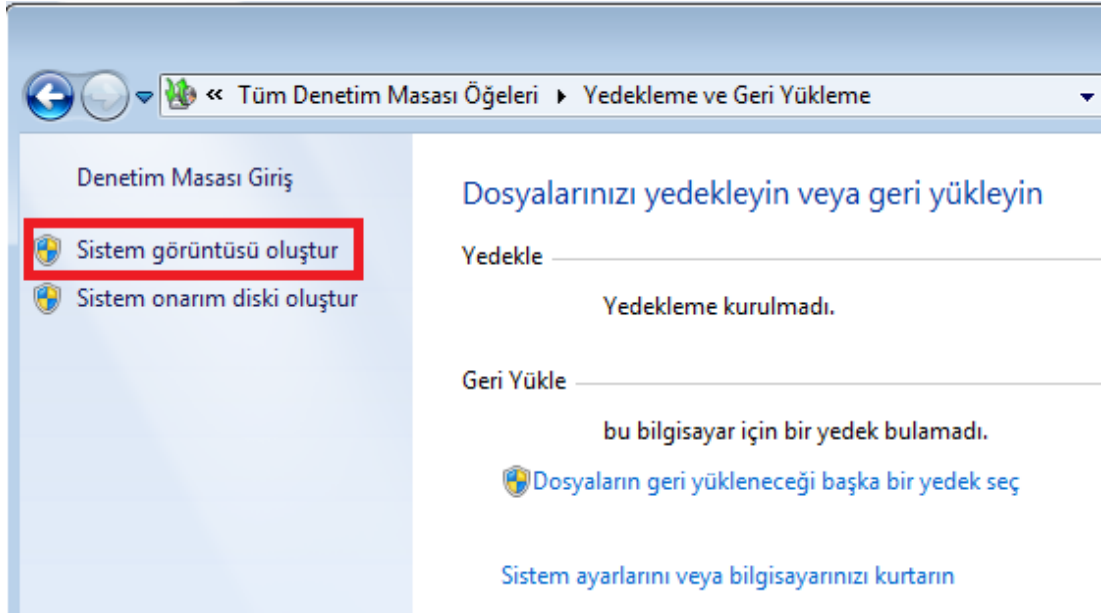 « Tüm Denetim Masası Öğeleri ▸ Yedekleme ve Geri Yükleme
Denetim Masası Giriş
Sistem görüntüsü oluştur
Sistem onarım diski oluştur
Dosyalarınızı yedekleyin veya geri yükleyin
Yedekle
Yedekleme kurulmadı.
Geri Yükle
bu bilgisayar için bir yedek bulamadı.
Dosyaların geri yükleneceği başka bir yedek seç
Sistem ayarlarını veya bilgisayarınızı kurtarın